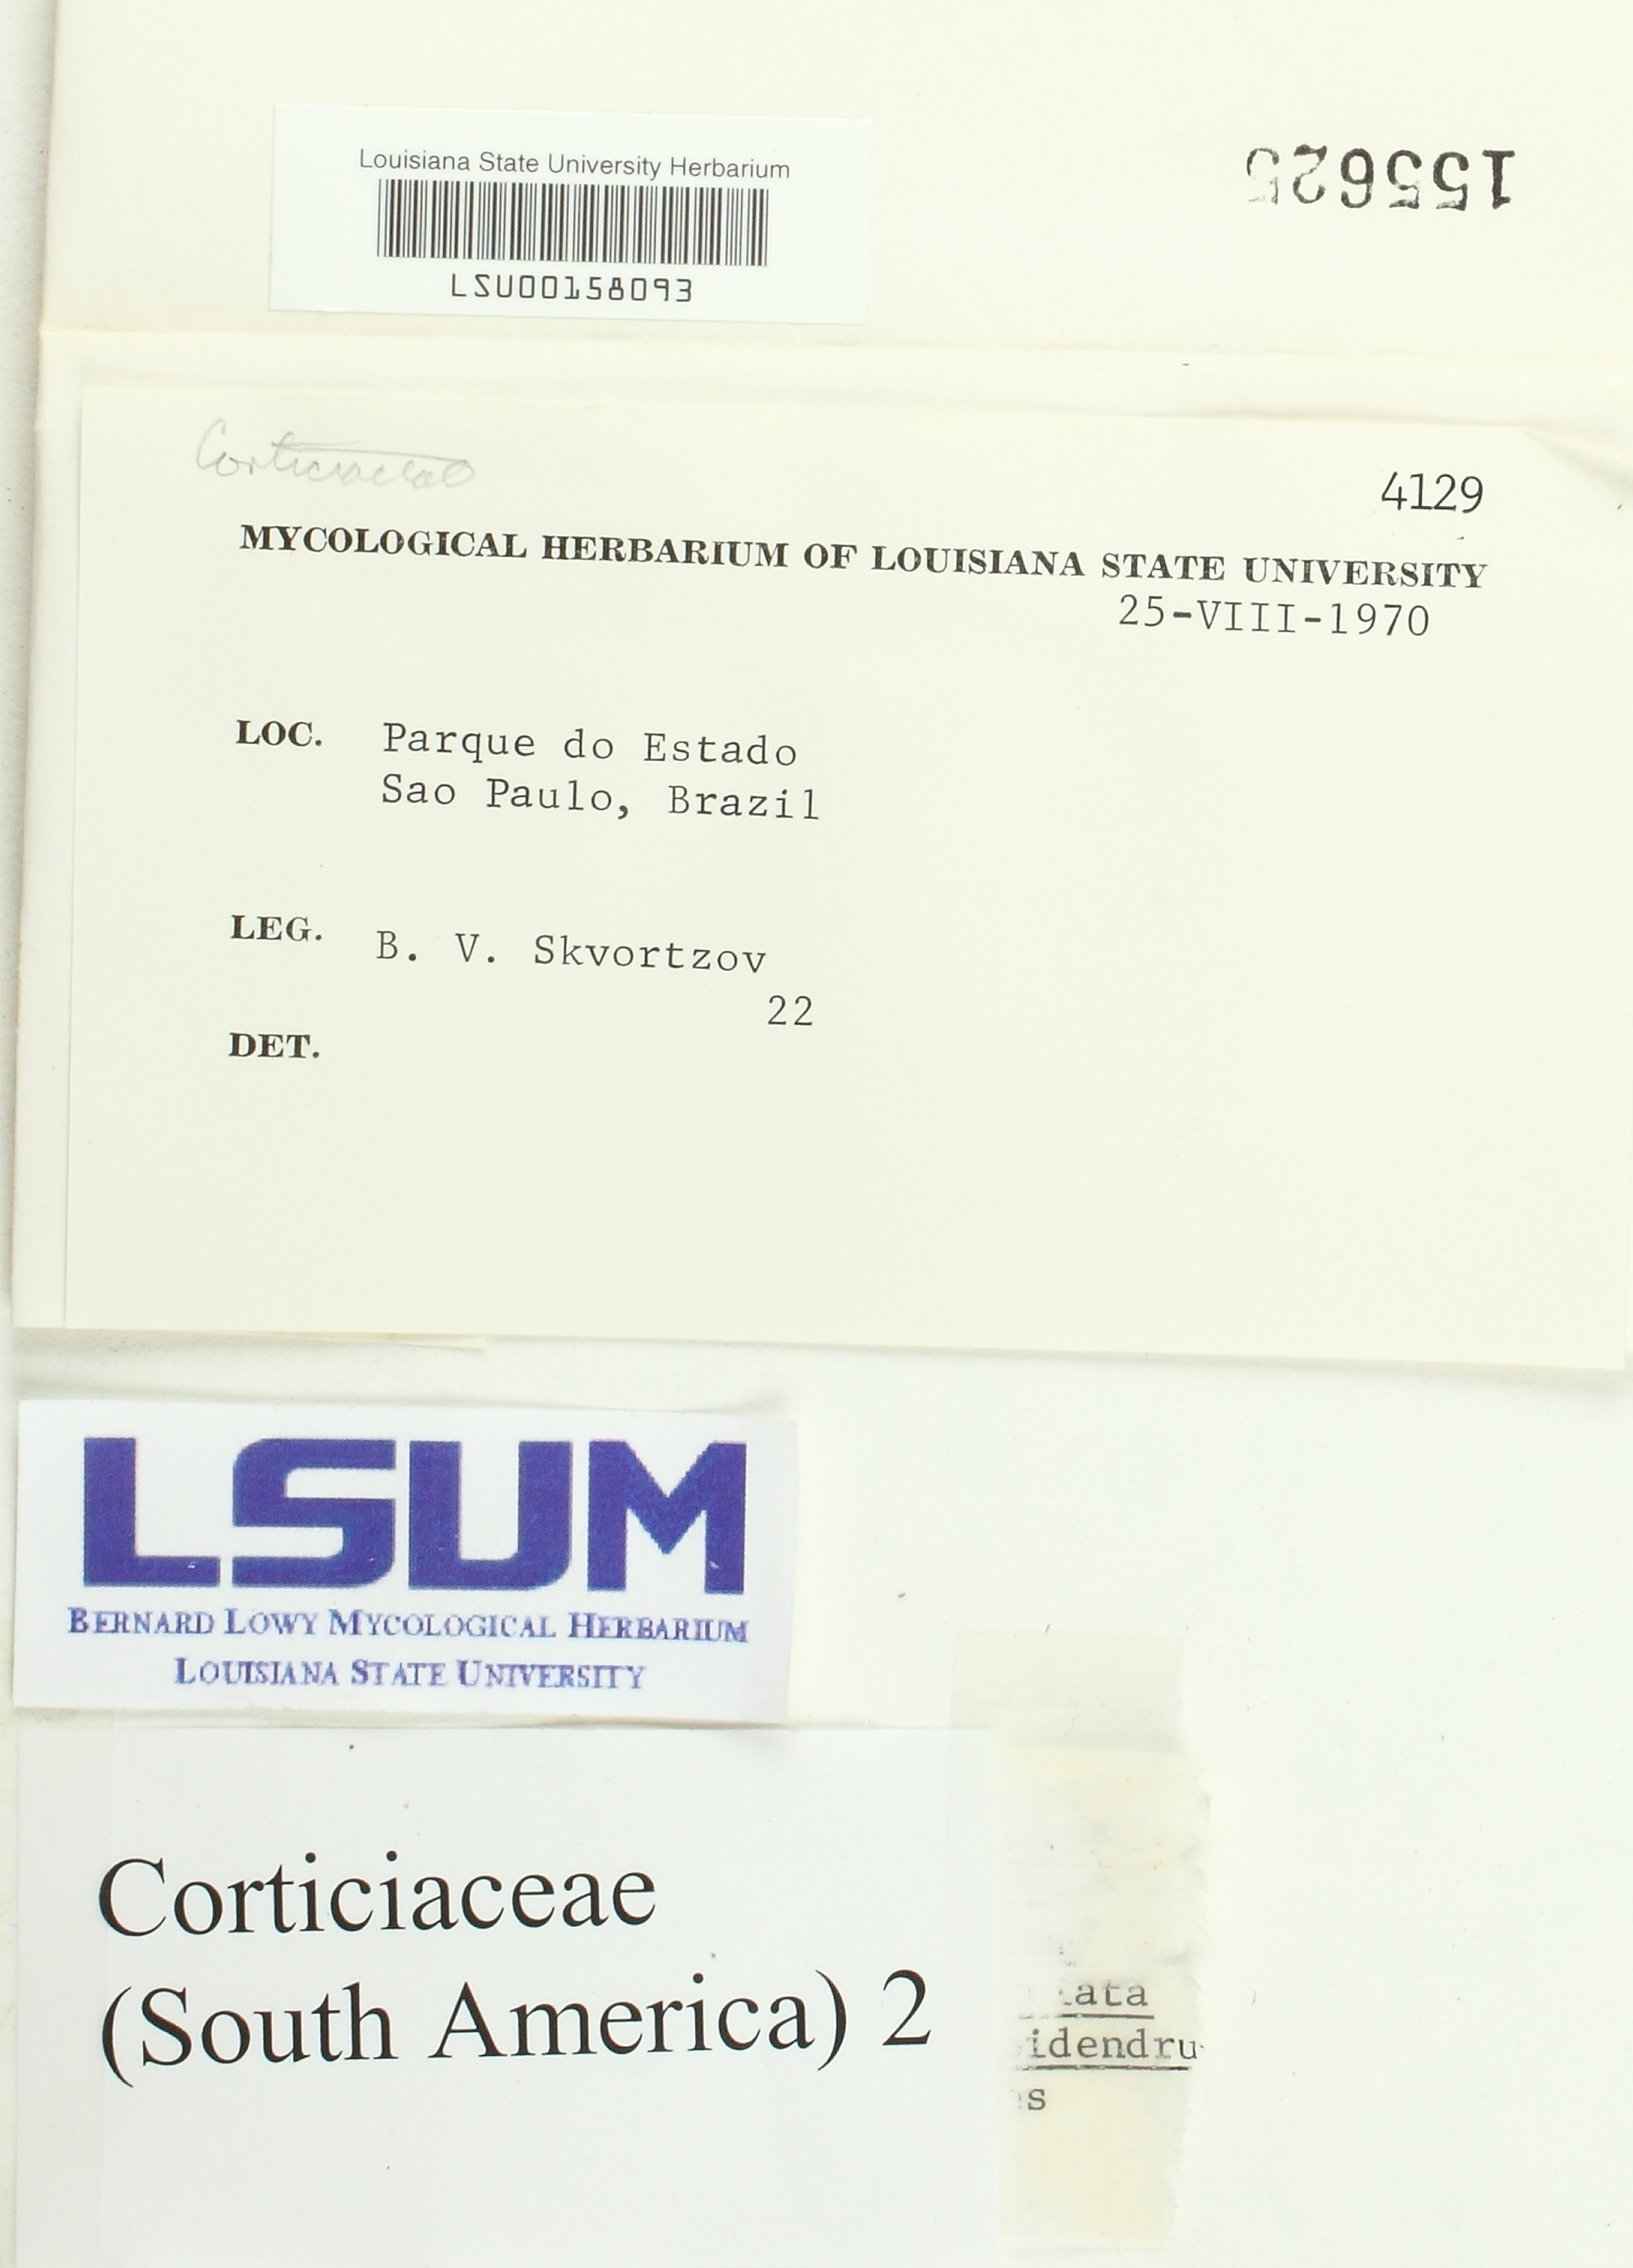 Louisiana State University Herbarium
LSU00158093
155625
Corticiaceae
4129
MYCOLOGICAL HERBARIUM OF LOUISIANA STATE UNIVERSITY
25-VIII-1970
LOC. Parque do Estado
Sao Paulo, Brazil
LEG. B. V. Skvortzov
22
DET.
LSUM
BERNARD LOWY MYCOLOGICAL HERBARIUM
LOUISIANA STATE UNIVERSITY
Corticiaceae
(South America) 2